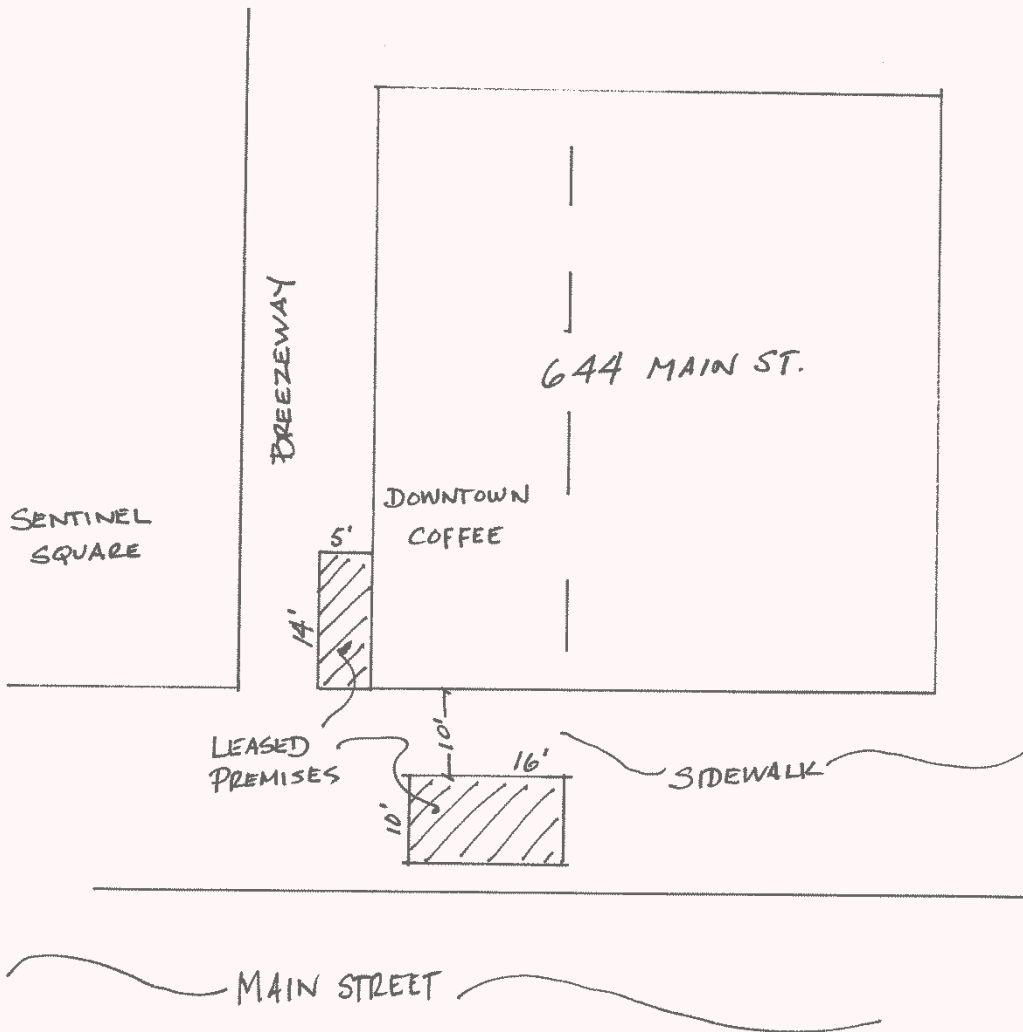 BREEZEWAY
644 MAIN ST.
DOWNTOWN
COFFEE
SENTINEL
SQUARE
5'
14'
LEASED
PREMISES
10'
16'
SIDEWALK
10'
MAIN STREET